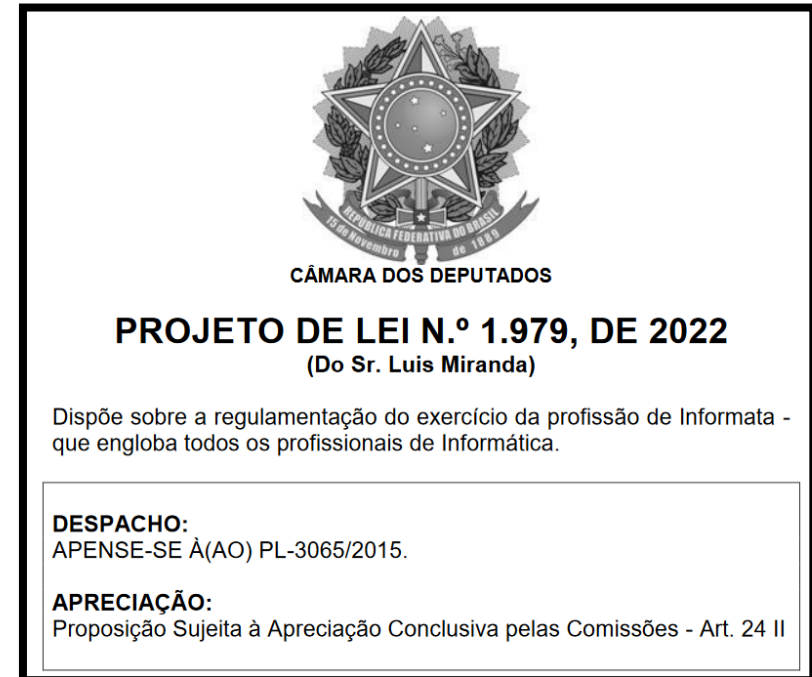 REPÚBLICA FEDERATIVA DO BRASIL
15 de Novembro de 1889
CÂMARA DOS DEPUTADOS
PROJETO DE LEI N.º 1.979, DE 2022
(Do Sr. Luis Miranda)
Dispõe sobre a regulamentação do exercício da profissão de Informata -
que engloba todos os profissionais de Informática.
DESPACHO:
APENSE-SE À(AO) PL-3065/2015.
APRECIAÇÃO:
Proposição Sujeita à Apreciação Conclusiva pelas Comissões - Art. 24 II